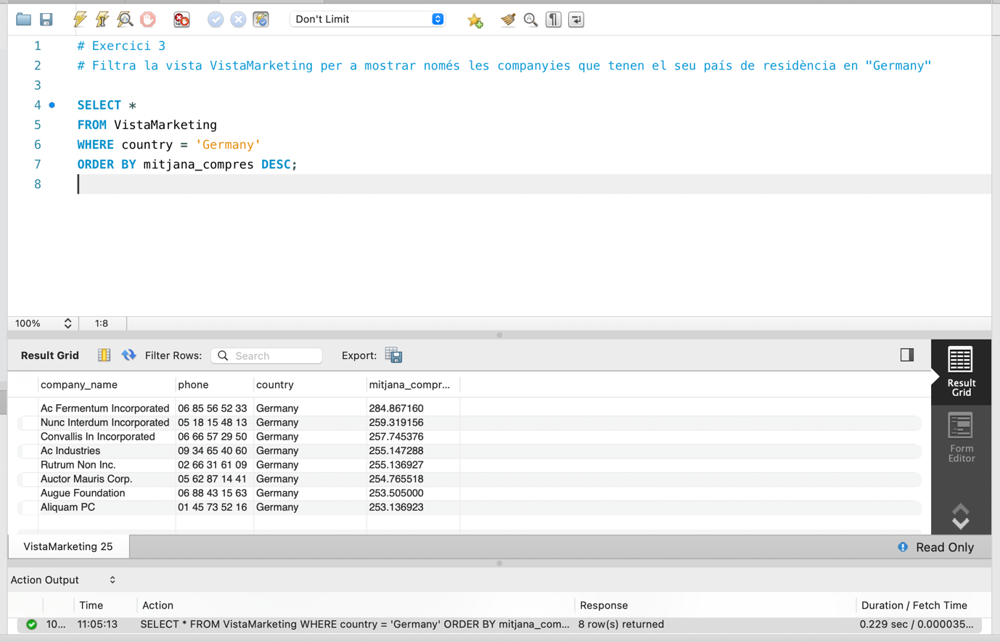 Don't Limit
1 # Exercici 3
2 # Filtra la vista VistaMarketing per a mostrar només les companyies que tenen el seu país de residència en "Germany"
3
4 SELECT *
5 FROM VistaMarketing
6 WHERE country = 'Germany'
7 ORDER BY mitjana_compres DESC;
8
100% 1:8
Result Grid Filter Rows: Search Export:
Result Grid
Form Editor
company_name phone country mitjana_compr...
Ac Fermentum Incorporated 06 85 56 52 33 Germany 284.867160
Nunc Interdum Incorporated 05 18 15 48 13 Germany 259.319156
Convallis In Incorporated 06 66 57 29 50 Germany 257.745376
Ac Industries 09 34 65 40 60 Germany 255.147288
Rutrum Non Inc. 02 66 31 61 09 Germany 255.136927
Auctor Mauris Corp. 05 62 87 14 41 Germany 254.765518
Augue Foundation 06 88 43 15 63 Germany 253.505000
Aliquam PC 01 45 73 52 16 Germany 253.136923
VistaMarketing 25 Read Only
Action Output
Time Action Response Duration / Fetch Time
10... 11:05:13 SELECT * FROM VistaMarketing WHERE country = 'Germany' ORDER BY mitjana_com... 8 row(s) returned 0.229 sec / 0.000035...